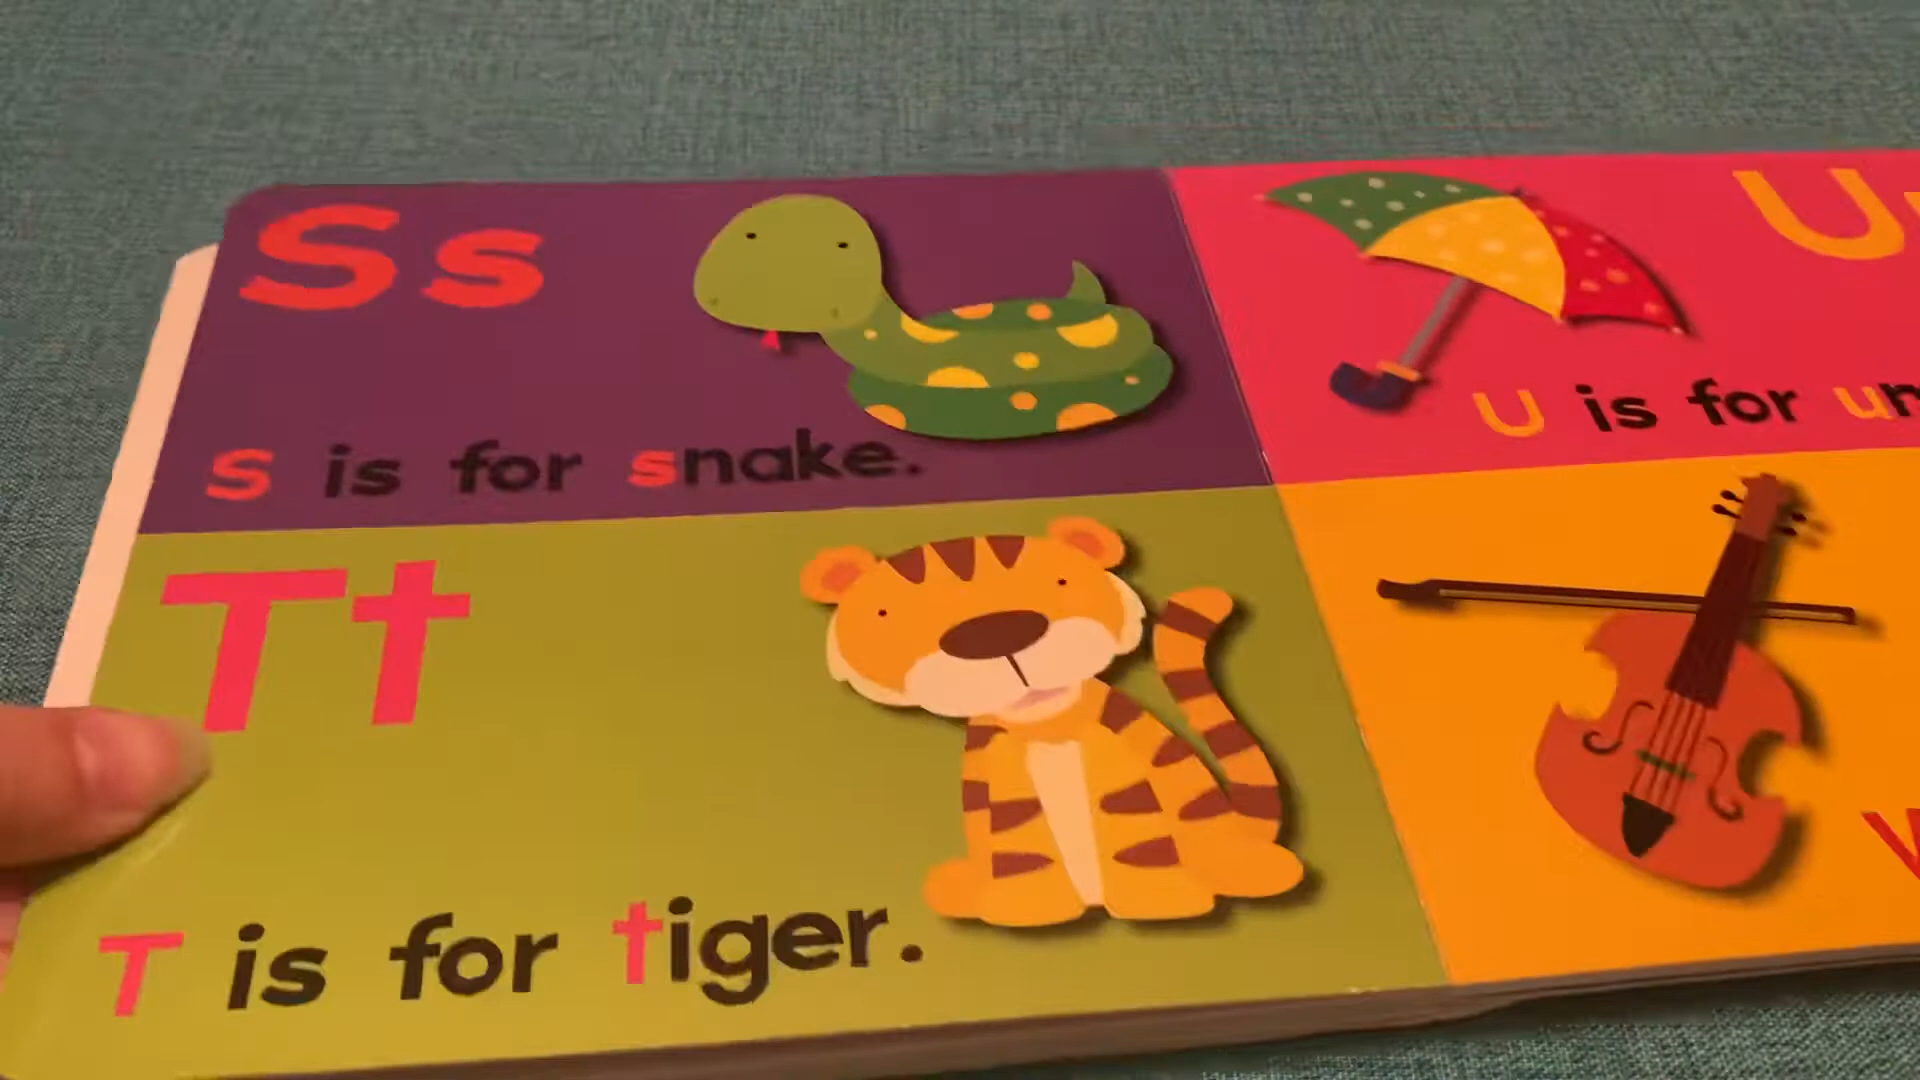 Ss
S is for snake.
Tt
T is for tiger.
U
U is for